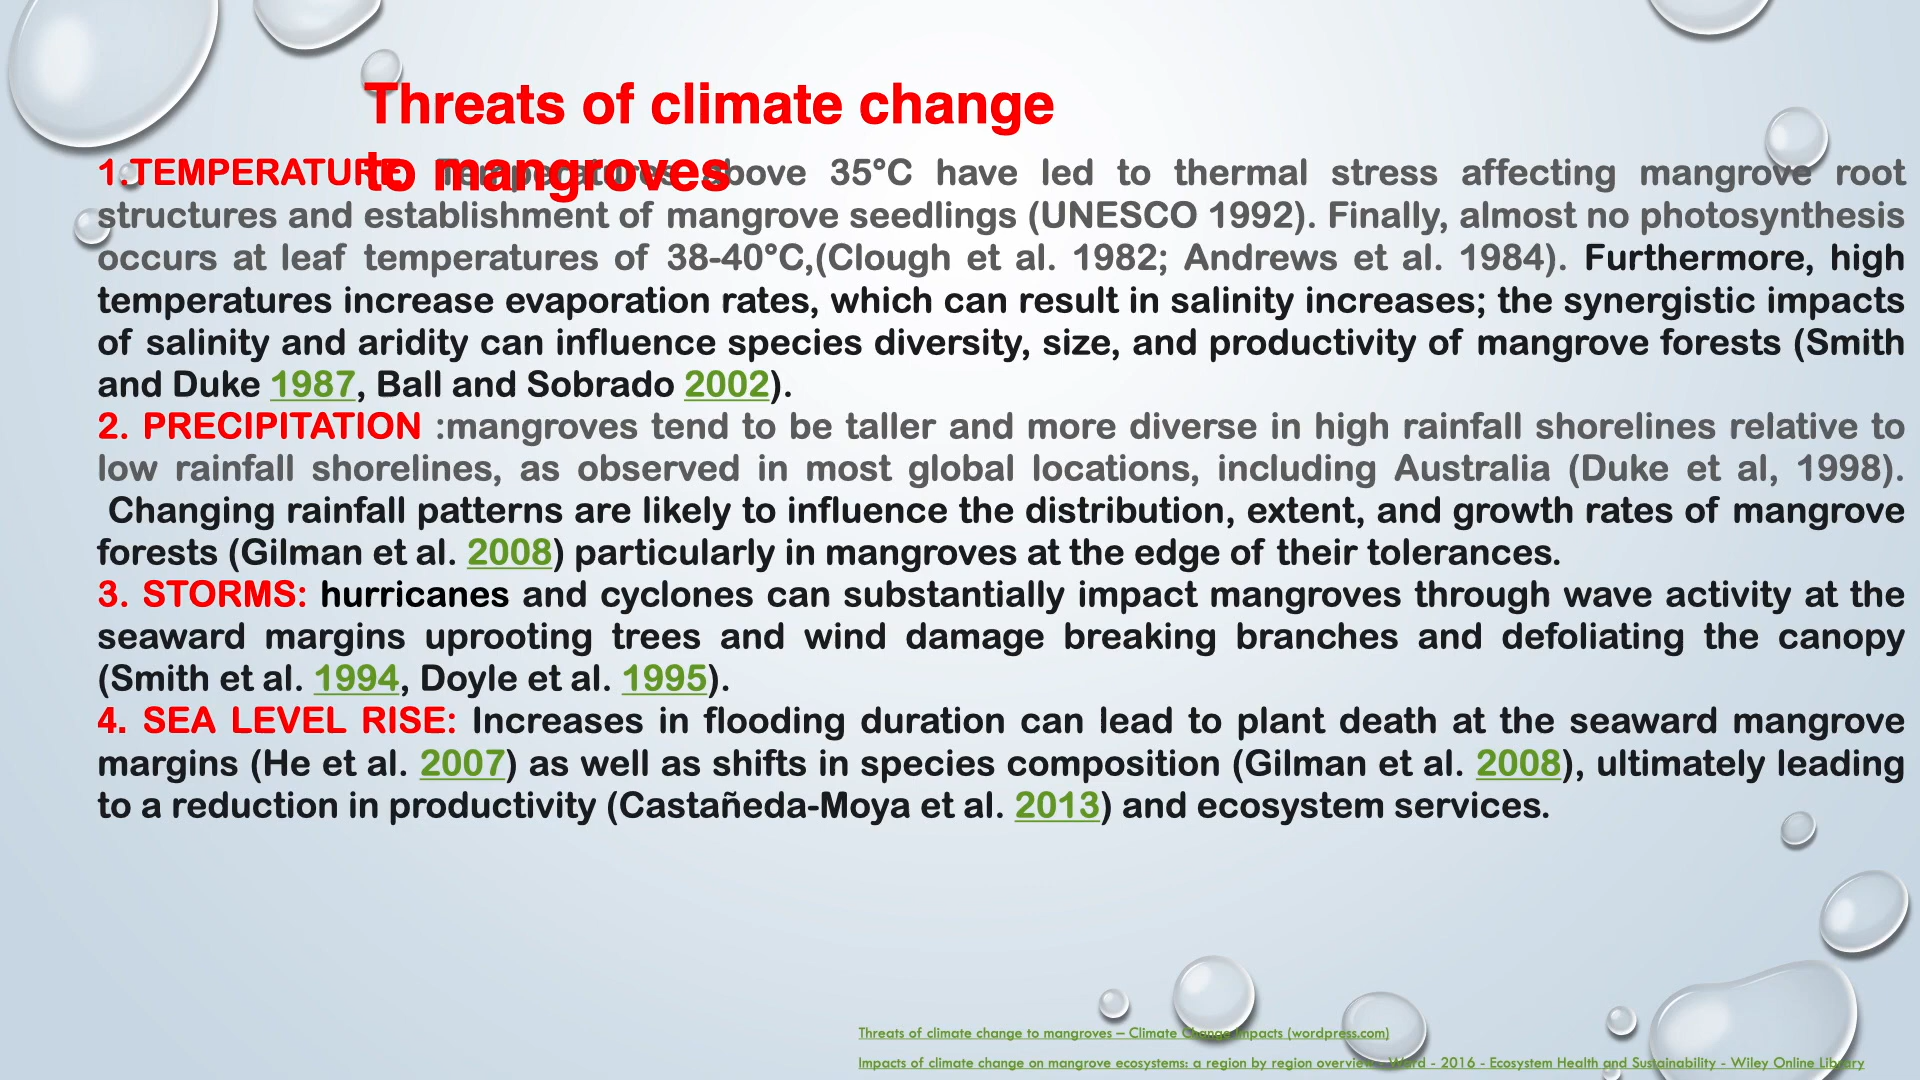 Threats of climate change
to mangroves
1.TEMPERATURE: Temperatures above 35°C have led to thermal stress affecting mangrove root
structures and establishment of mangrove seedlings (UNESCO 1992). Finally, almost no photosynthesis
occurs at leaf temperatures of 38-40°C,(Clough et al. 1982; Andrews et al. 1984). Furthermore, high
temperatures increase evaporation rates, which can result in salinity increases; the synergistic impacts
of salinity and aridity can influence species diversity, size, and productivity of mangrove forests (Smith
and Duke 1987, Ball and Sobrado 2002).
2. PRECIPITATION :mangroves tend to be taller and more diverse in high rainfall shorelines relative to
low rainfall shorelines, as observed in most global locations, including Australia (Duke et al, 1998).
Changing rainfall patterns are likely to influence the distribution, extent, and growth rates of mangrove
forests (Gilman et al. 2008) particularly in mangroves at the edge of their tolerances.
3. STORMS: hurricanes and cyclones can substantially impact mangroves through wave activity at the
seaward margins uprooting trees and wind damage breaking branches and defoliating the canopy
(Smith et al. 1994, Doyle et al. 1995).
4. SEA LEVEL RISE: Increases in flooding duration can lead to plant death at the seaward mangrove
margins (He et al. 2007) as well as shifts in species composition (Gilman et al. 2008), ultimately leading
to a reduction in productivity (Castañeda-Moya et al. 2013) and ecosystem services.
Threats of climate change to mangroves – Climate Change Impacts (wordpress.com)
Impacts of climate change on mangrove ecosystems: a region by region overview - Ward - 2016 - Ecosystem Health and Sustainability - Wiley Online Library